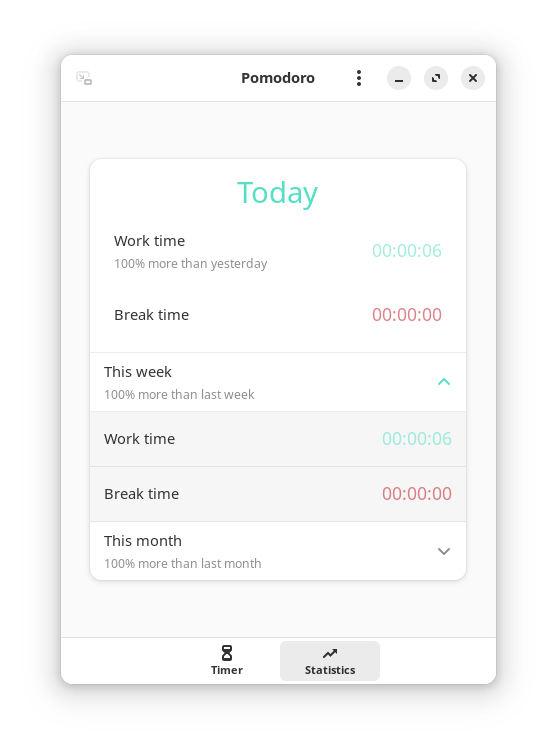 Pomodoro
Today
Work time
00:00:06
100% more than yesterday
Break time
00:00:00
This week
100% more than last week
Work time
00:00:06
Break time
00:00:00
This month
100% more than last month
Timer
Statistics